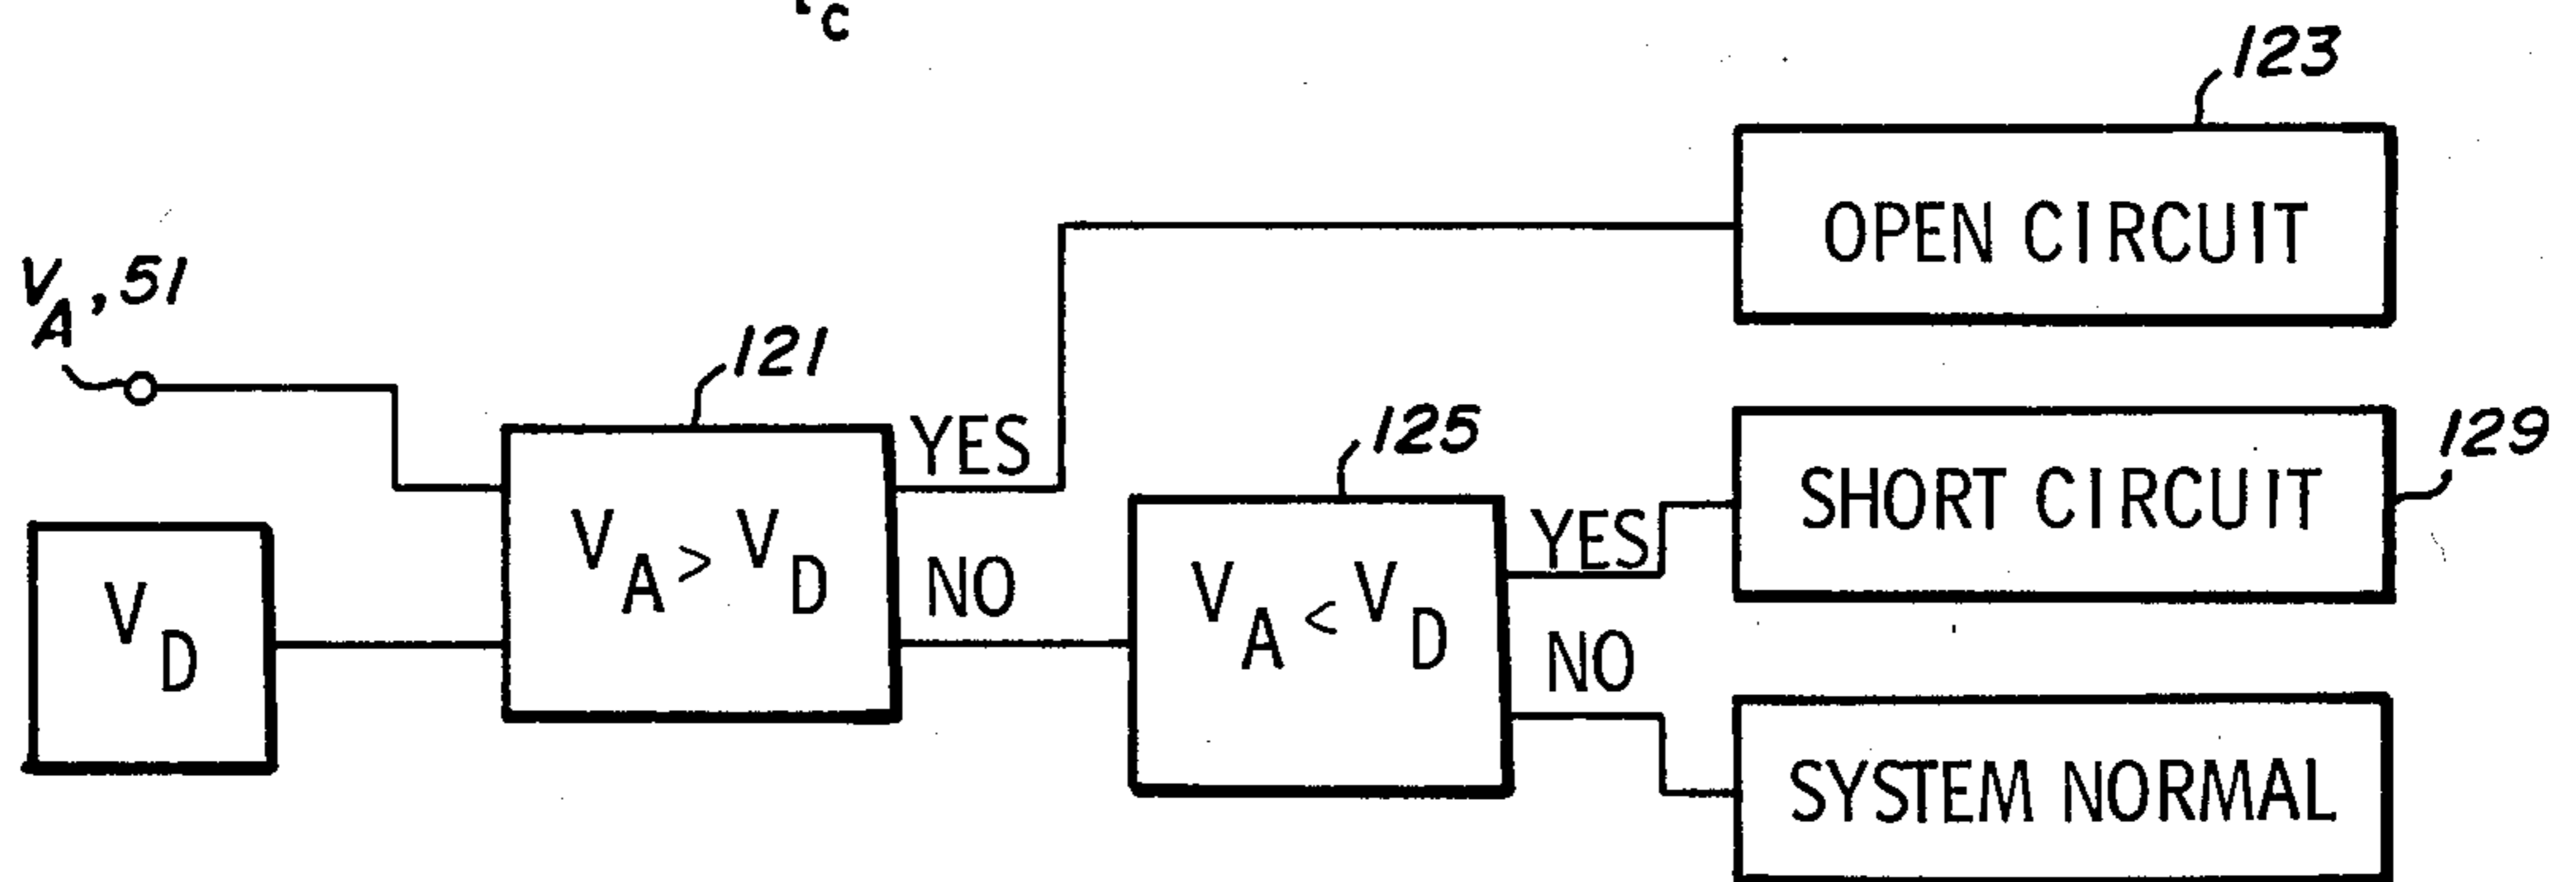 C
123
OPEN CIRCUIT
VA, 51
121
YES
125
129
SHORT CIRCUIT
VA > VD
YES
NO
VD
VA < VD
NO
SYSTEM NORMAL